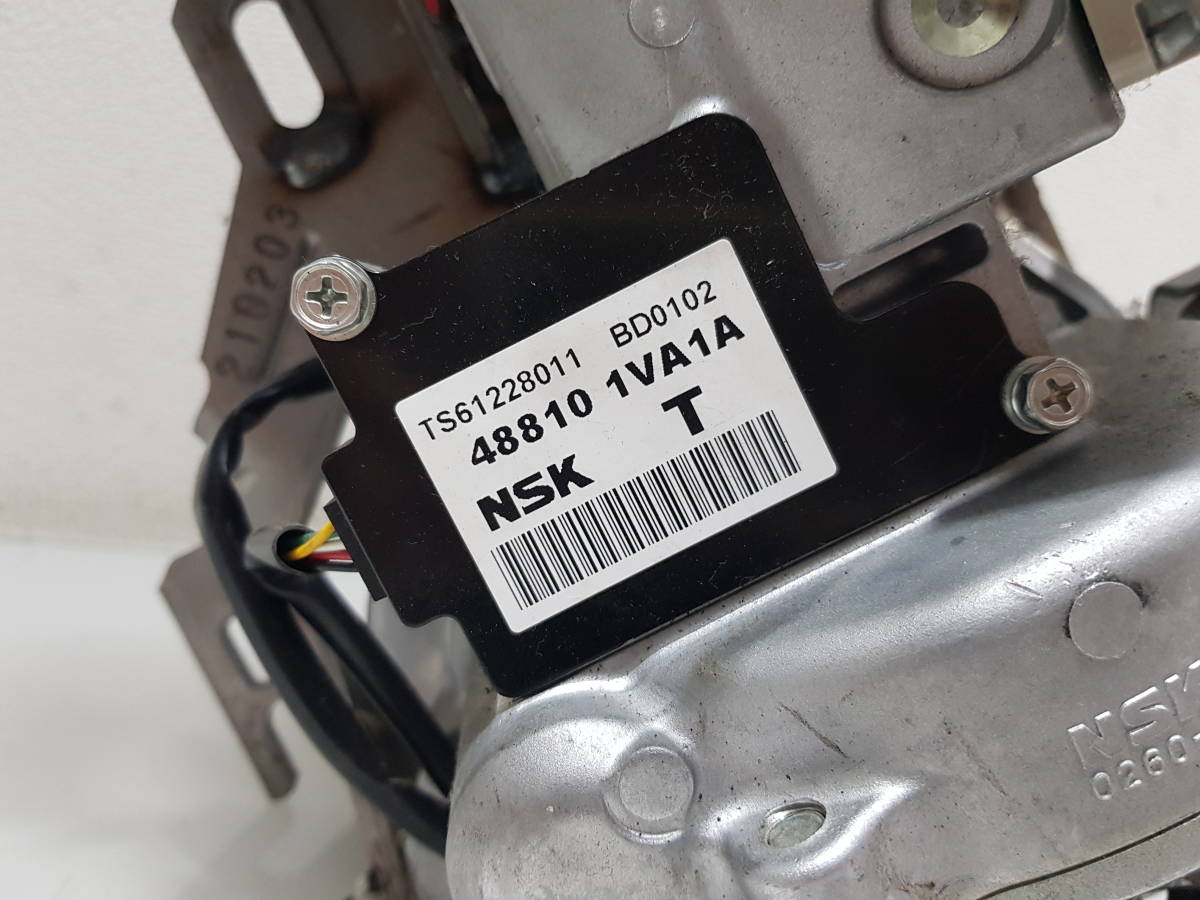 210203
TS61228011 BD0102
48810 1VA1A
T
NSK
NSK
0260-